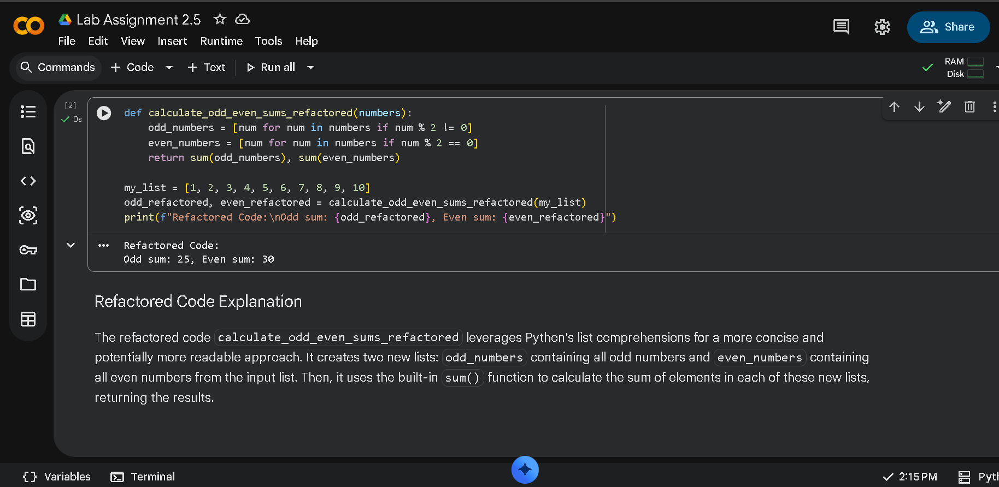 Lab Assignment 2.5
File Edit View Insert Runtime Tools Help
Share
Commands + Code + Text Run all
RAM
Disk
[2]
0s
def calculate_odd_even_sums_refactored(numbers):
    odd_numbers = [num for num in numbers if num % 2 != 0]
    even_numbers = [num for num in numbers if num % 2 == 0]
    return sum(odd_numbers), sum(even_numbers)
my_list = [1, 2, 3, 4, 5, 6, 7, 8, 9, 10]
odd_refactored, even_refactored = calculate_odd_even_sums_refactored(my_list)
print(f"Refactored Code:\nOdd sum: {odd_refactored}, Even sum: {even_refactored}")
Refactored Code:
Odd sum: 25, Even sum: 30
Refactored Code Explanation
The refactored code calculate_odd_even_sums_refactored leverages Python's list comprehensions for a more concise and
potentially more readable approach. It creates two new lists: odd_numbers containing all odd numbers and even_numbers containing
all even numbers from the input list. Then, it uses the built-in sum() function to calculate the sum of elements in each of these new lists,
returning the results.
{} Variables Terminal
2:15 PM Pyth